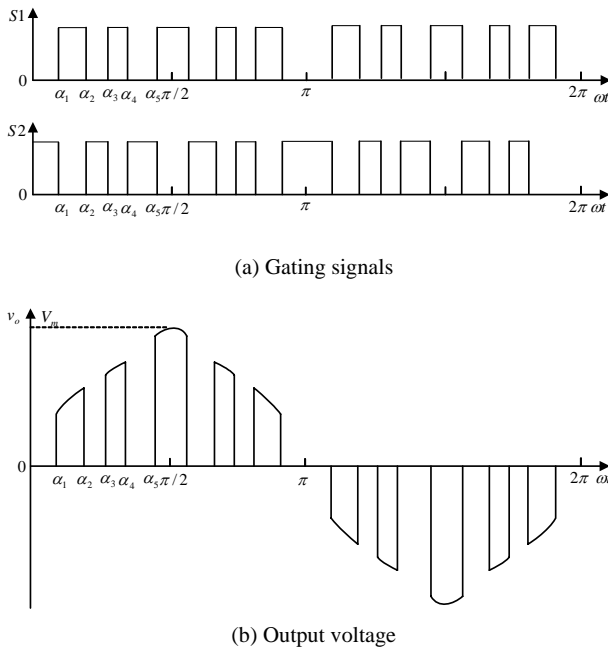 S1
0
α₁ α₂ α₃ α₄ α₅ π/2 π 2π ωt
S2
0
α₁ α₂ α₃ α₄ α₅ π/2 π 2π ωt
(a) Gating signals
vₒ Vₘ
0
α₁ α₂ α₃ α₄ α₅ π/2 π 2π ω
(b) Output voltage